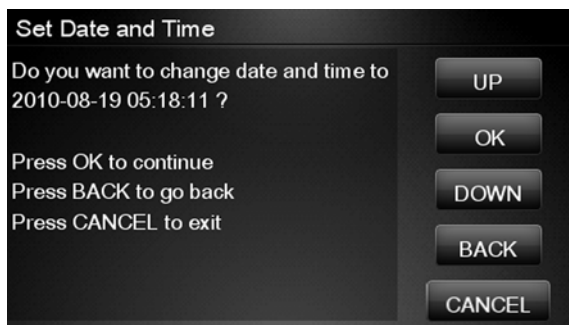 Set Date and Time
Do you want to change date and time to
2010-08-19 05:18:11 ?
Press OK to continue
Press BACK to go back
Press CANCEL to exit
UP
OK
DOWN
BACK
CANCEL